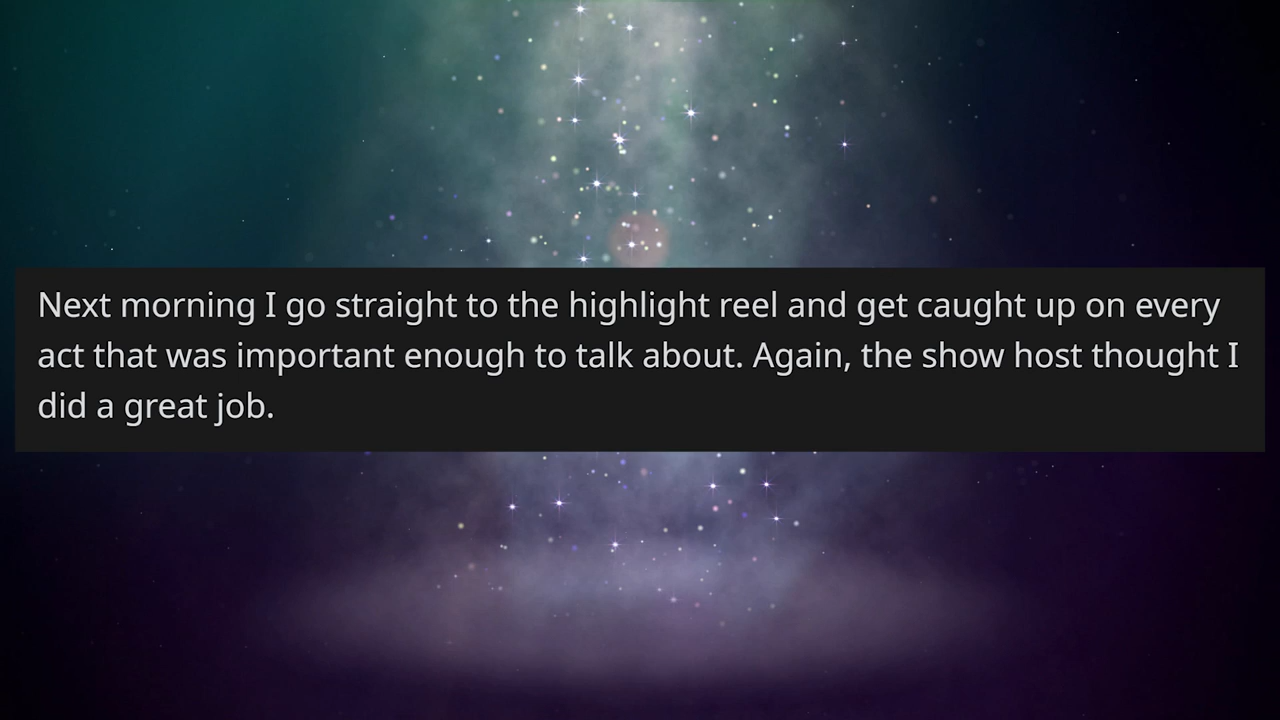 Next morning I go straight to the highlight reel and get caught up on every
act that was important enough to talk about. Again, the show host thought I
did a great job.